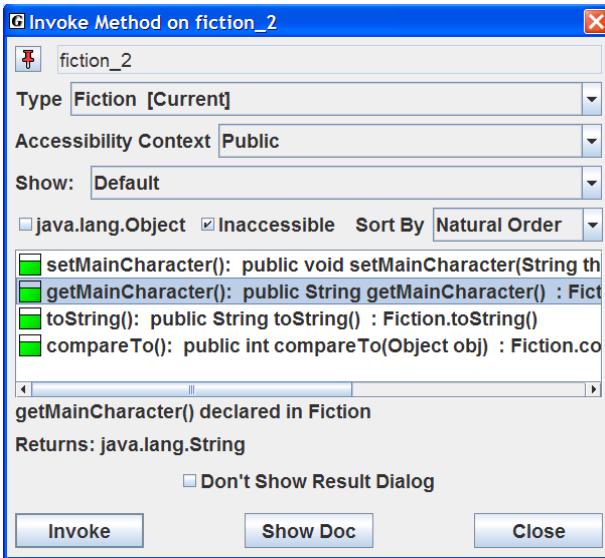 G Invoke Method on fiction_2
fiction_2
Type Fiction [Current]
Accessibility Context Public
Show: Default
java.lang.Object Inaccessible Sort By Natural Order
setMainCharacter(): public void setMainCharacter(String th
getMainCharacter(): public String getMainCharacter() : Fict
toString(): public String toString() : Fiction.toString()
compareTo(): public int compareTo(Object obj) : Fiction.co
getMainCharacter() declared in Fiction
Returns: java.lang.String
Don't Show Result Dialog
Invoke Show Doc Close